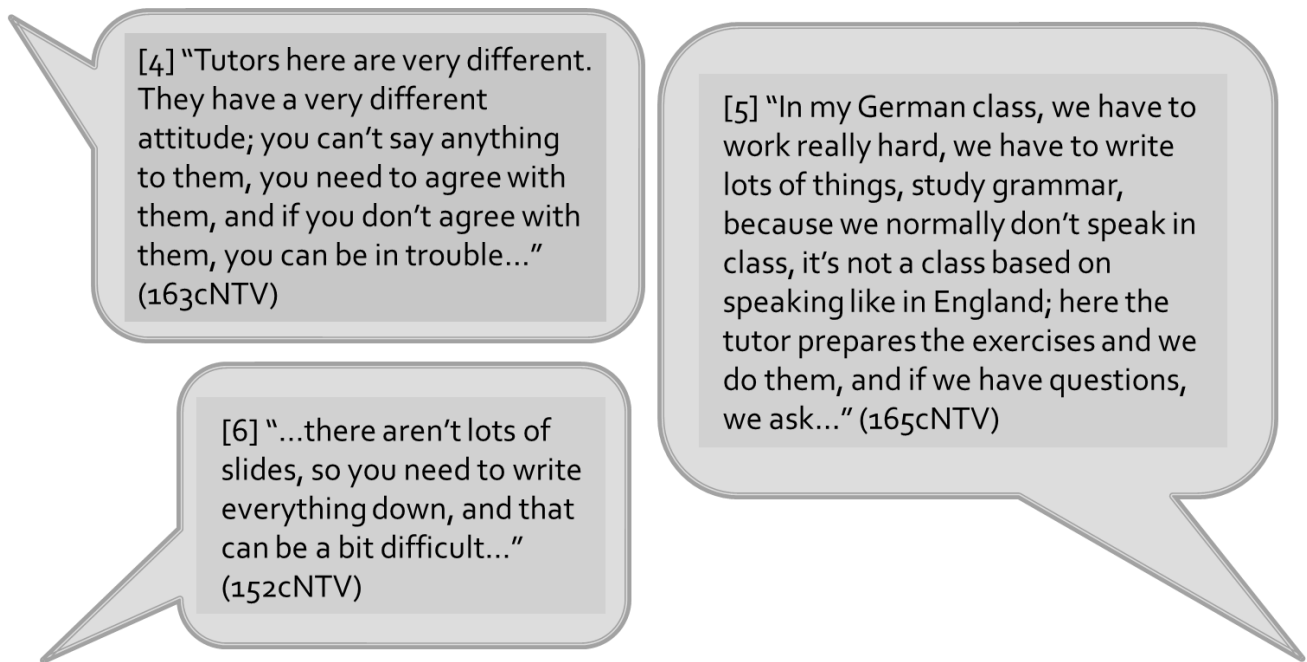 [4] “Tutors here are very different.
They have a very different
attitude; you can’t say anything
to them, you need to agree with
them, and if you don’t agree with
them, you can be in trouble…”
(163cNTV)
[5] “In my German class, we have to
work really hard, we have to write
lots of things, study grammar,
because we normally don’t speak in
class, it’s not a class based on
speaking like in England; here the
tutor prepares the exercises and we
do them, and if we have questions,
we ask…” (165cNTV)
[6] “…there aren’t lots of
slides, so you need to write
everything down, and that
can be a bit difficult…”
(152cNTV)